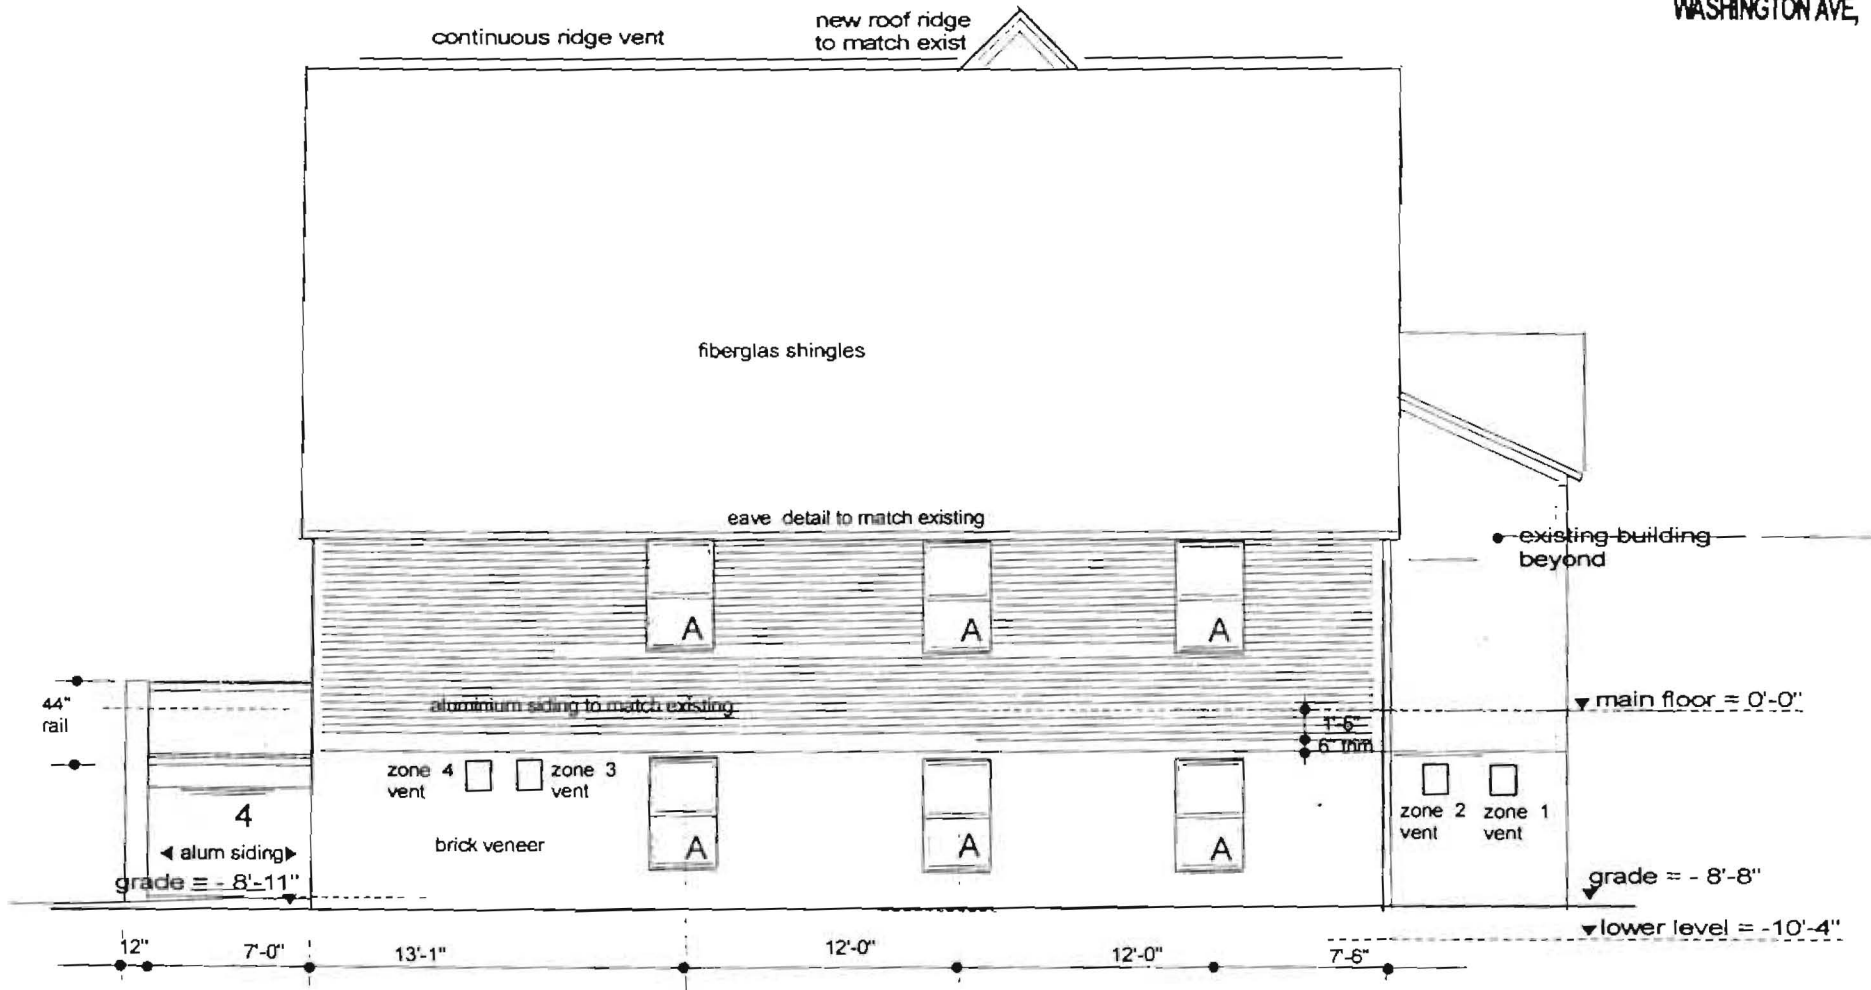 WASHINGTON AVE,
continuous ridge vent
new roof ridge
to match exist
fiberglas shingles
eave detail to match existing
existing building
beyond
A
A
A
44"
rail
aluminium siding to match existing
main floor = 0'-0"
1'-6"
6" trim
zone 4
vent
zone 3
vent
zone 2
vent
zone 1
vent
4
A
A
A
brick veneer
alum siding
grade = - 8'-11"
grade = - 8'-8"
lower level = -10'-4"
12"
7'-0"
13'-1"
12'-0"
12'-0"
7'-6"